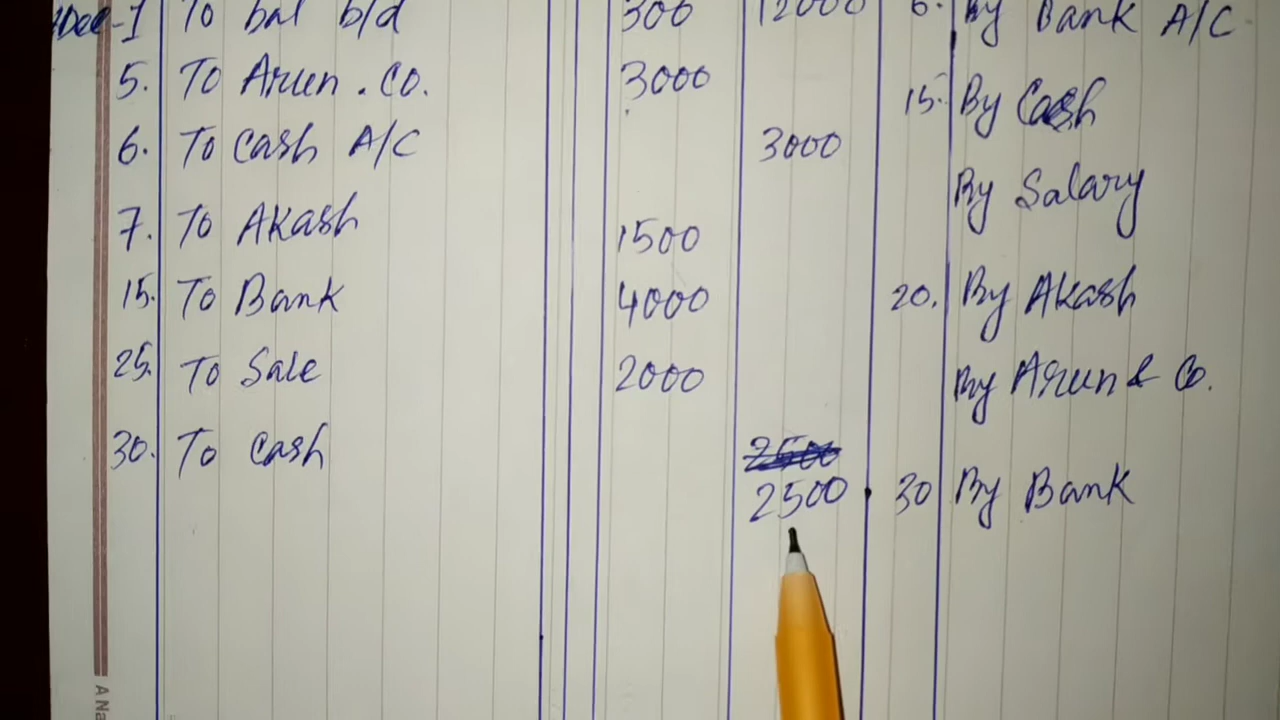 Dec-1 To bal b/d 300 12000 6. By Bank A/C
5. To Arun . Co. 3000
15. By Cash
6. To Cash A/C 3000
By Salary
7. To Akash 1500
15. To Bank 4000 20. By Akash
25. To Sale 2000 By Arun & Co.
30. To Cash 2500
2500 30 By Bank
A Na